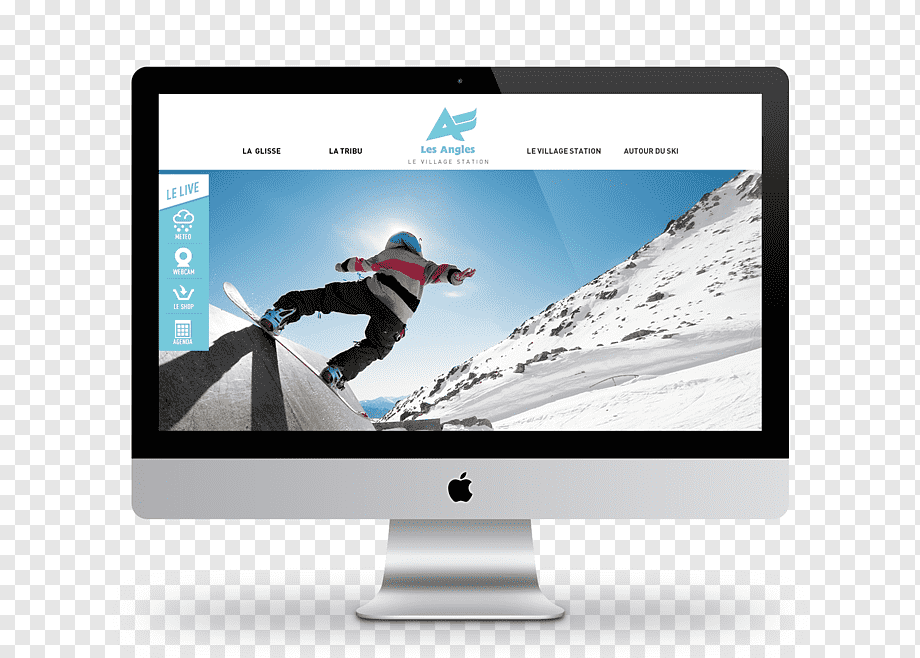 LA GLISSE
LA TRIBU
Les Angles
LE VILLAGE STATION
LE VILLAGE STATION
AUTOUR DU SKI
LE LIVE
METEO
WEBCAM
LE SHOP
AGENDA